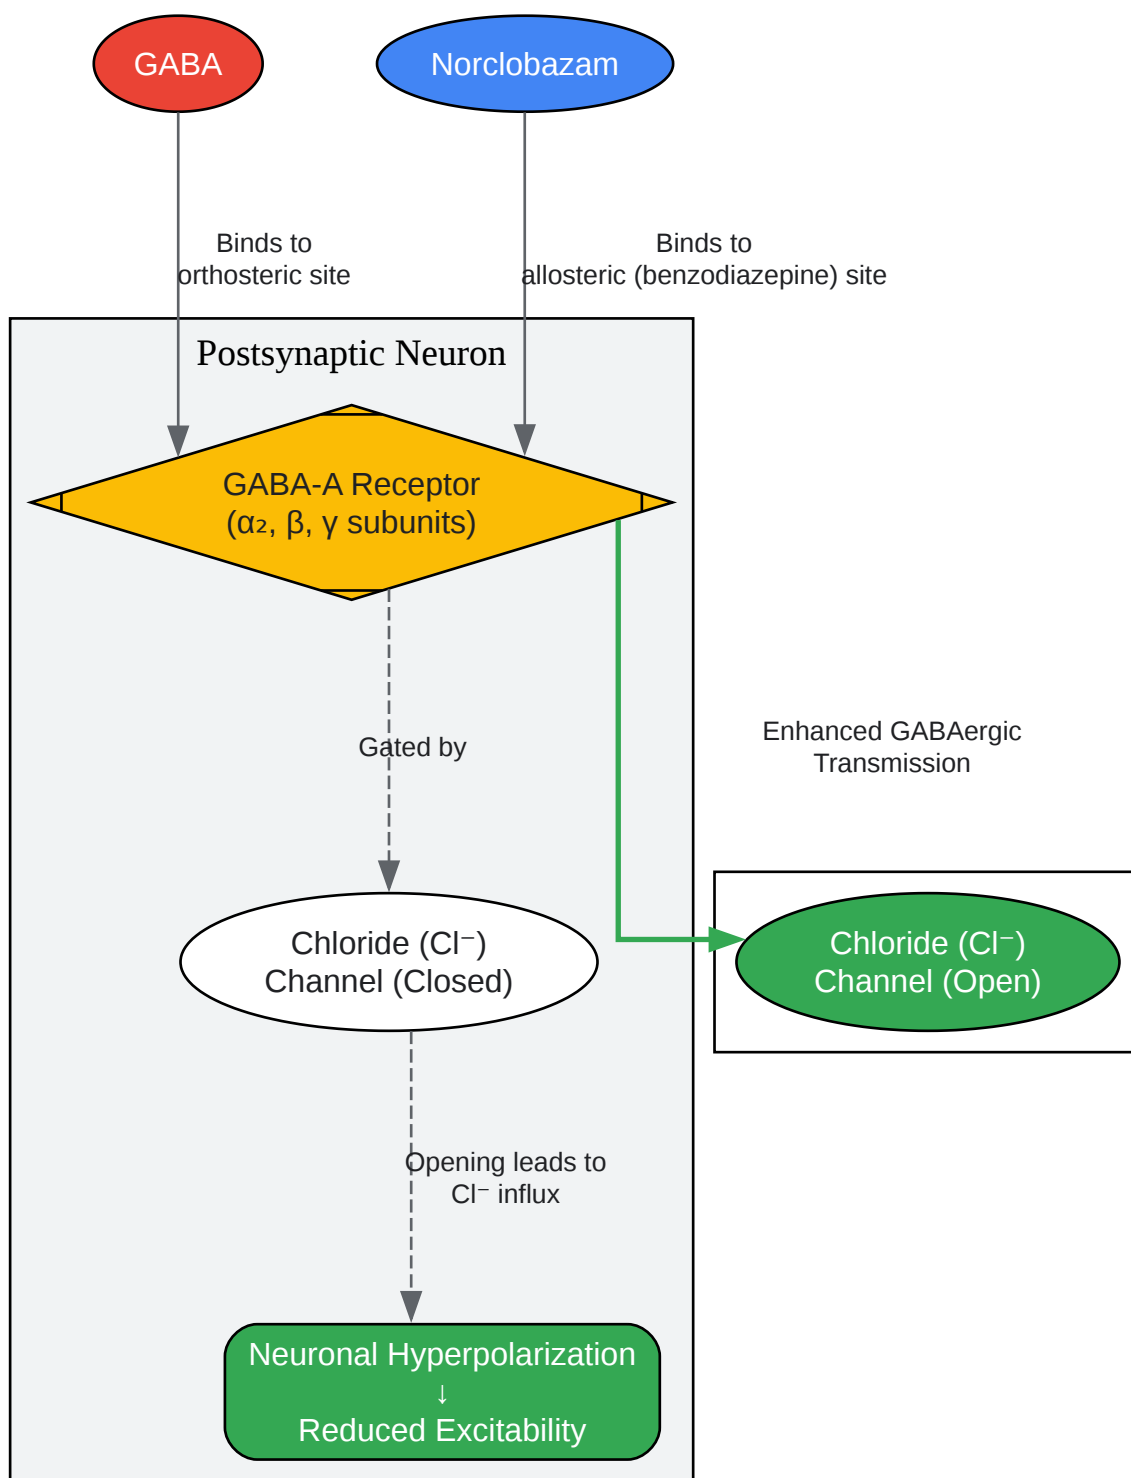 GABA
Norclobazam
Binds to
orthosteric site
Binds to
allosteric (benzodiazepine) site
Postsynaptic Neuron
GABA-A Receptor
(α₂, β, γ subunits)
Gated by
Enhanced GABAergic
Transmission
Chloride (Cl⁻)
Channel (Closed)
Chloride (Cl⁻)
Channel (Open)
Opening leads to
Cl⁻ influx
Neuronal Hyperpolarization
↓
Reduced Excitability